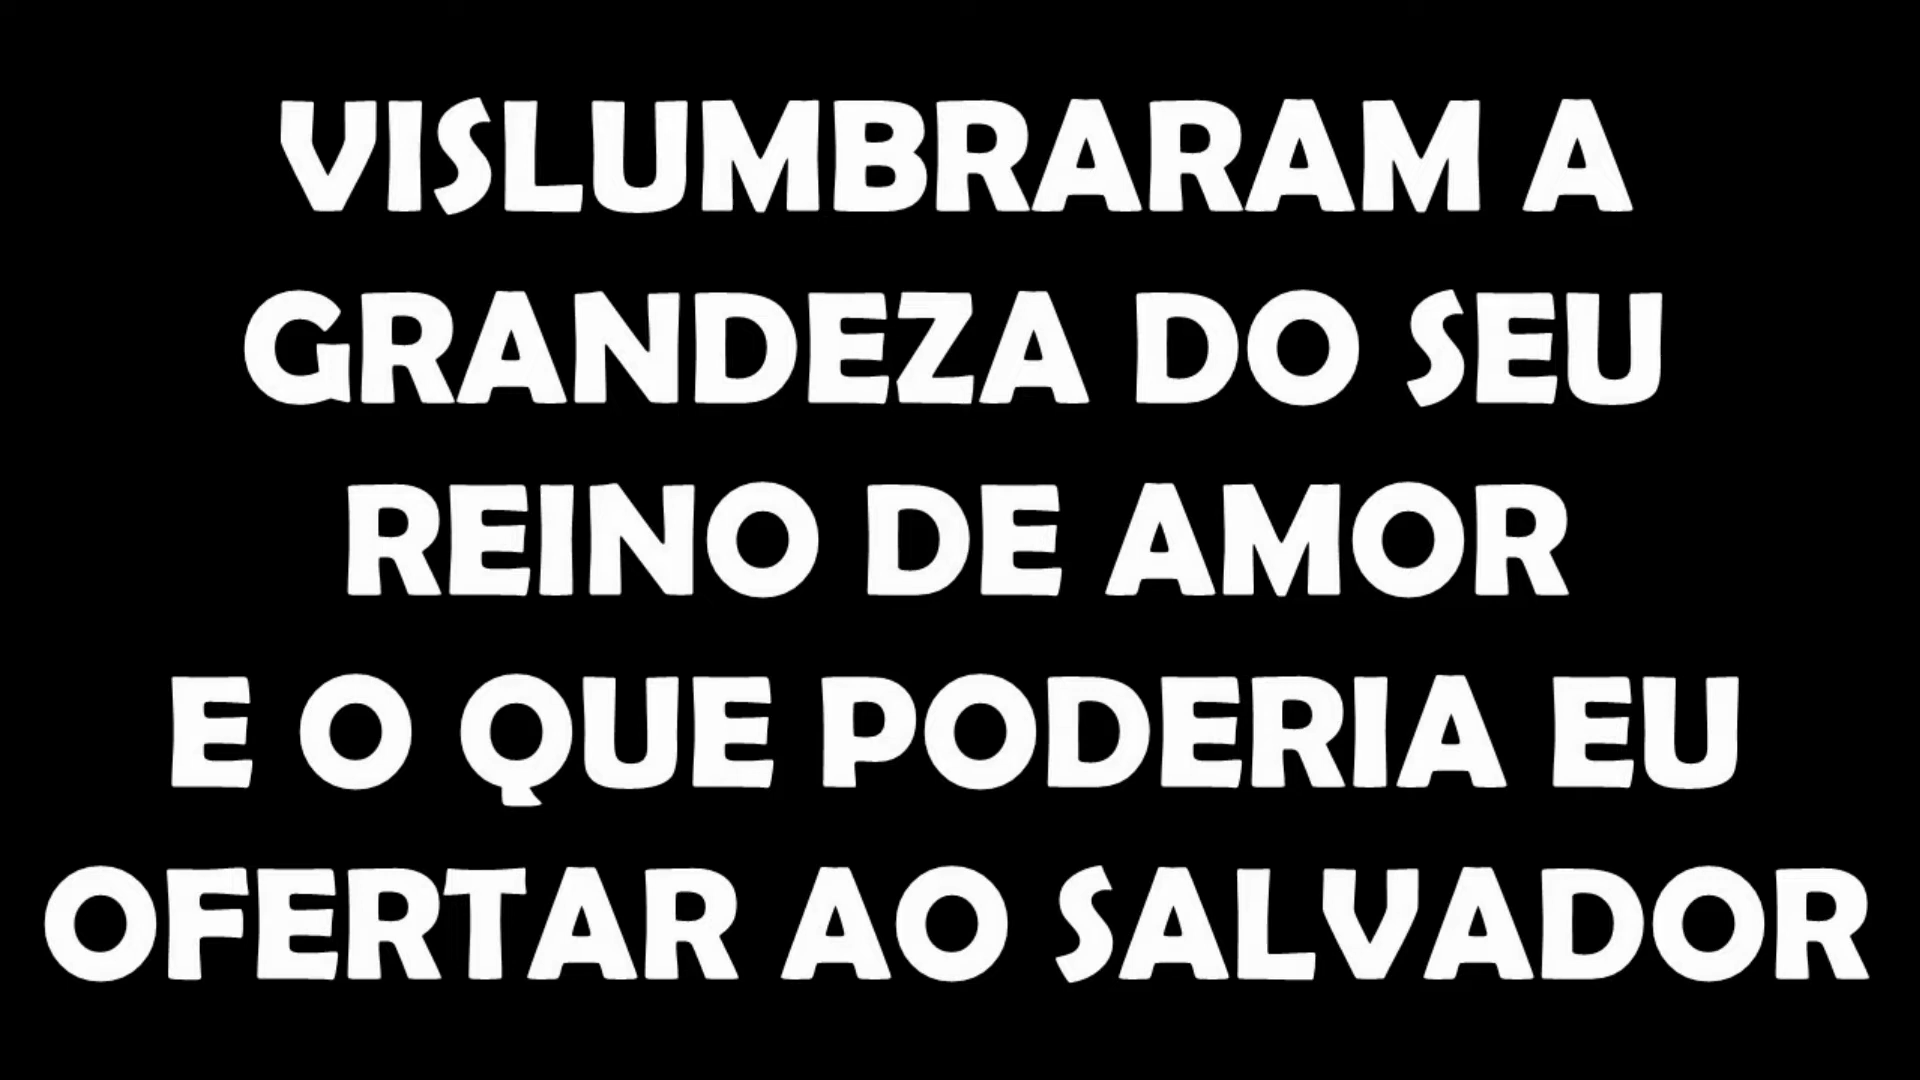 VISLUMBRARAM A
GRANDEZA DO SEU
REINO DE AMOR
E O QUE PODERIA EU
OFERTAR AO SALVADOR